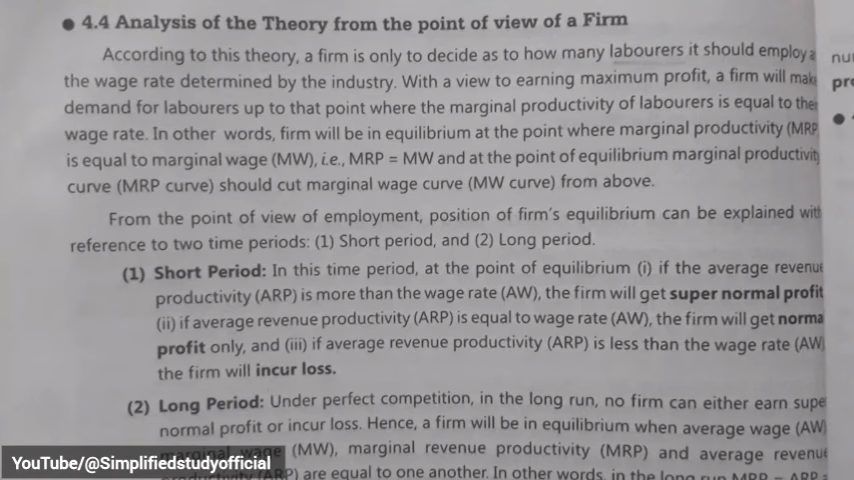 ● 4.4 Analysis of the Theory from the point of view of a Firm
According to this theory, a firm is only to decide as to how many labourers it should employ a
the wage rate determined by the industry. With a view to earning maximum profit, a firm will make
demand for labourers up to that point where the marginal productivity of labourers is equal to thei
wage rate. In other words, firm will be in equilibrium at the point where marginal productivity (MRP
is equal to marginal wage (MW), i.e., MRP = MW and at the point of equilibrium marginal productivity
curve (MRP curve) should cut marginal wage curve (MW curve) from above.
From the point of view of employment, position of firm's equilibrium can be explained with
reference to two time periods: (1) Short period, and (2) Long period.
(1) Short Period: In this time period, at the point of equilibrium (i) if the average revenue
productivity (ARP) is more than the wage rate (AW), the firm will get super normal profit
(ii) if average revenue productivity (ARP) is equal to wage rate (AW), the firm will get norma
profit only, and (iii) if average revenue productivity (ARP) is less than the wage rate (AW)
the firm will incur loss.
(2) Long Period: Under perfect competition, in the long run, no firm can either earn supe
normal profit or incur loss. Hence, a firm will be in equilibrium when average wage (AW)
marginal wage (MW), marginal revenue productivity (MRP) and average revenue
productivity (ARP) are equal to one another. In other words, in the long run MRP = ARP =
nu
pr
YouTube/@Simplifiedstudyofficial